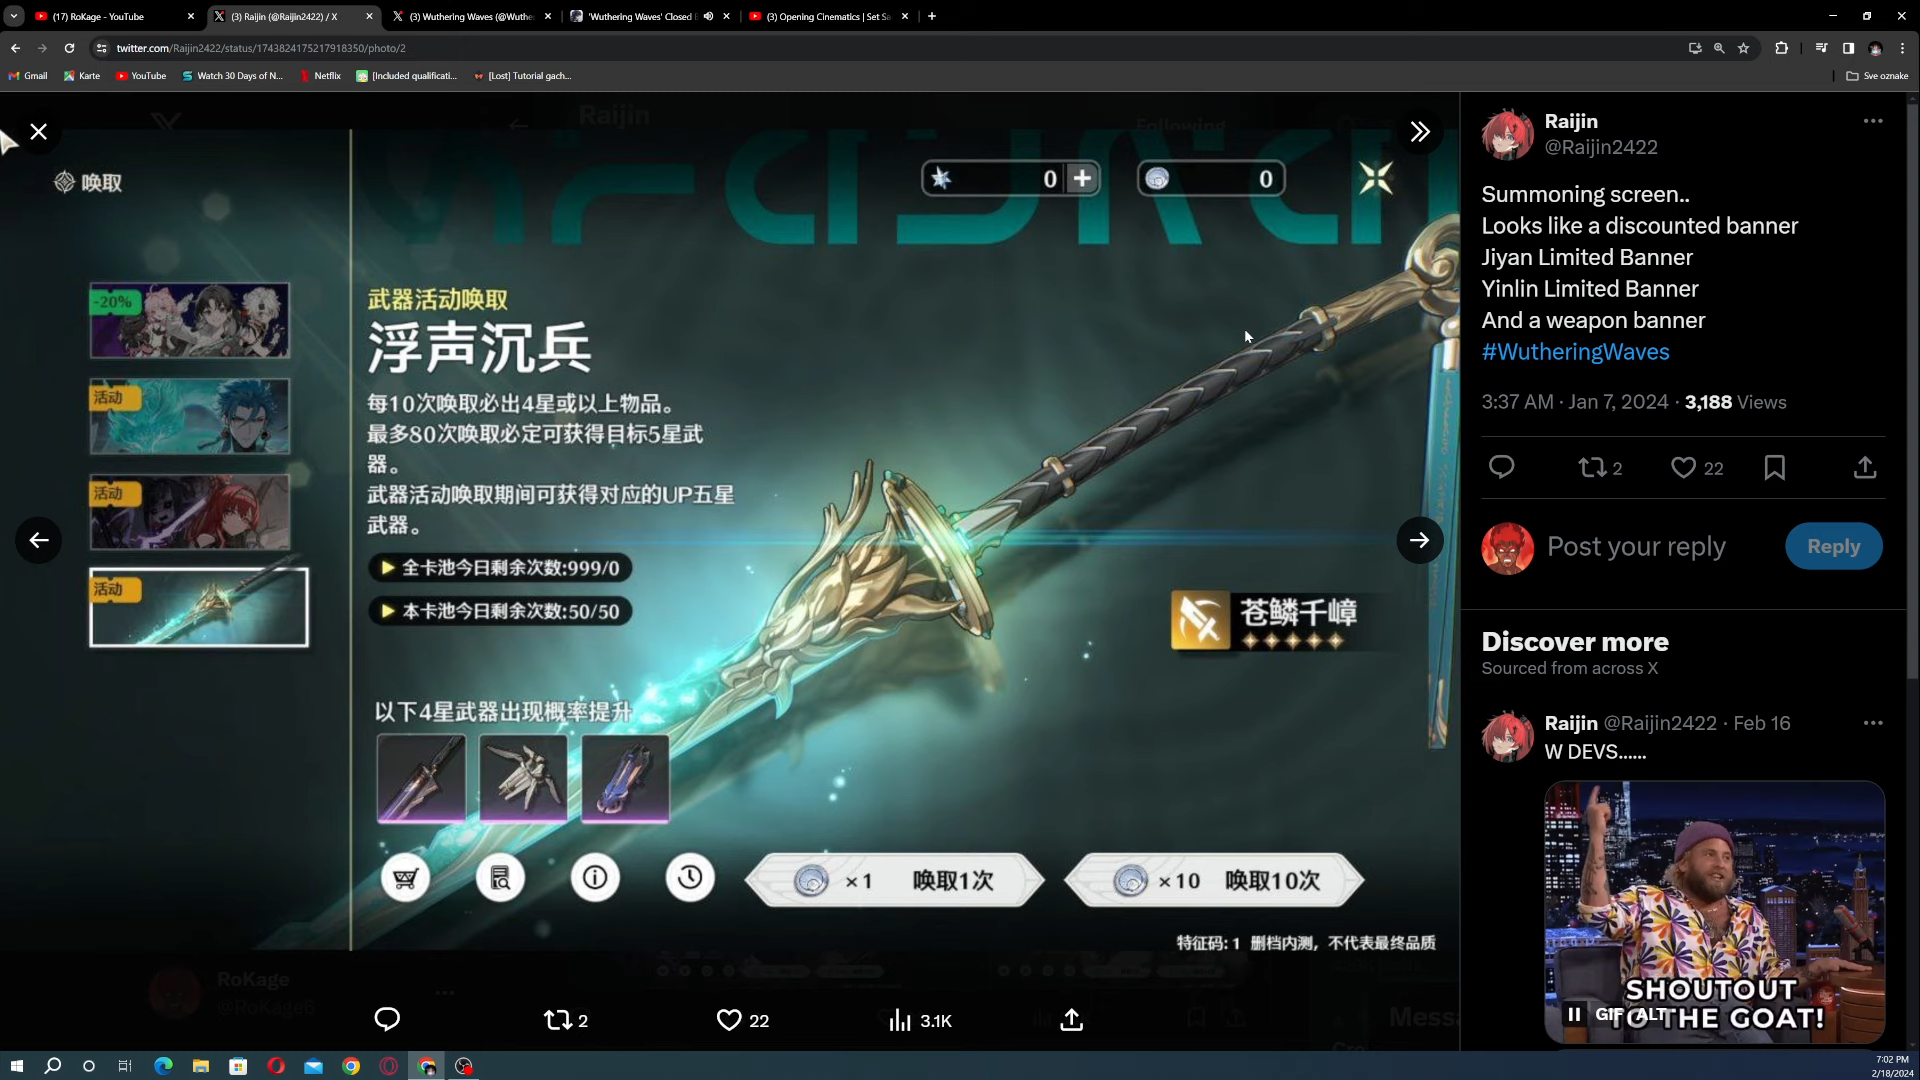 (17) RoKage - YouTube
(3) Raijin (@Raijin2422) / X
(3) Wuthering Waves (@Wuthe
'Wuthering Waves' Closed B
(3) Opening Cinematics | Set Sa
twitter.com/Raijin2422/status/1743824175217918350/photo/2
Gmail
Karte
YouTube
Watch 30 Days of N...
Netflix
[Included qualificati...
[Lost] Tutorial gach...
Sve oznake
Raijin
Following
唤取
0
0
-20%
活动
活动
活动
武器活动唤取
浮声沉兵
每10次唤取必出4星或以上物品。
最多80次唤取必定可获得目标5星武
器。
武器活动唤取期间可获得对应的UP五星
武器。
全卡池今日剩余次数:999/0
本卡池今日剩余次数:50/50
苍鳞千嶂
以下4星武器出现概率提升
×1 唤取1次
×10 唤取10次
特征码: 1 删档内测，不代表最终品质
RoKage
@RoKage6
2
22
3.1K
Messa
Raijin
@Raijin2422
Summoning screen..
Looks like a discounted banner
Jiyan Limited Banner
Yinlin Limited Banner
And a weapon banner
#WutheringWaves
3:37 AM · Jan 7, 2024 · 3,188 Views
2
22
Post your reply
Reply
Discover more
Sourced from across X
Raijin @Raijin2422 · Feb 16
W DEVS......
SHOUTOUT
TO THE GOAT!
GIF
ALT
7:02 PM
2/18/2024